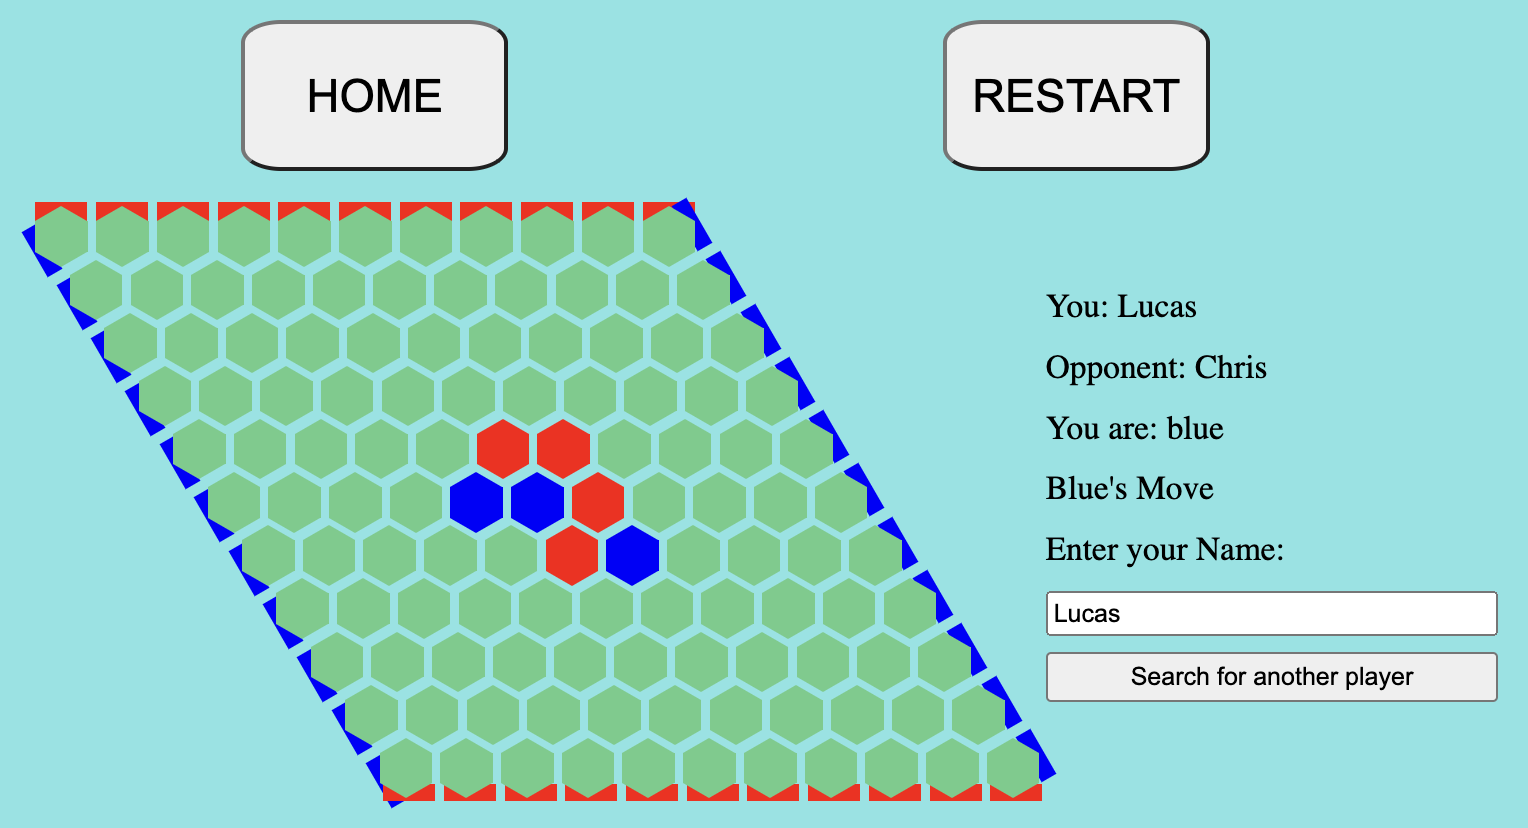 HOME
RESTART
You: Lucas
Opponent: Chris
You are: blue
Blue's Move
Enter your Name:
Lucas
Search for another player